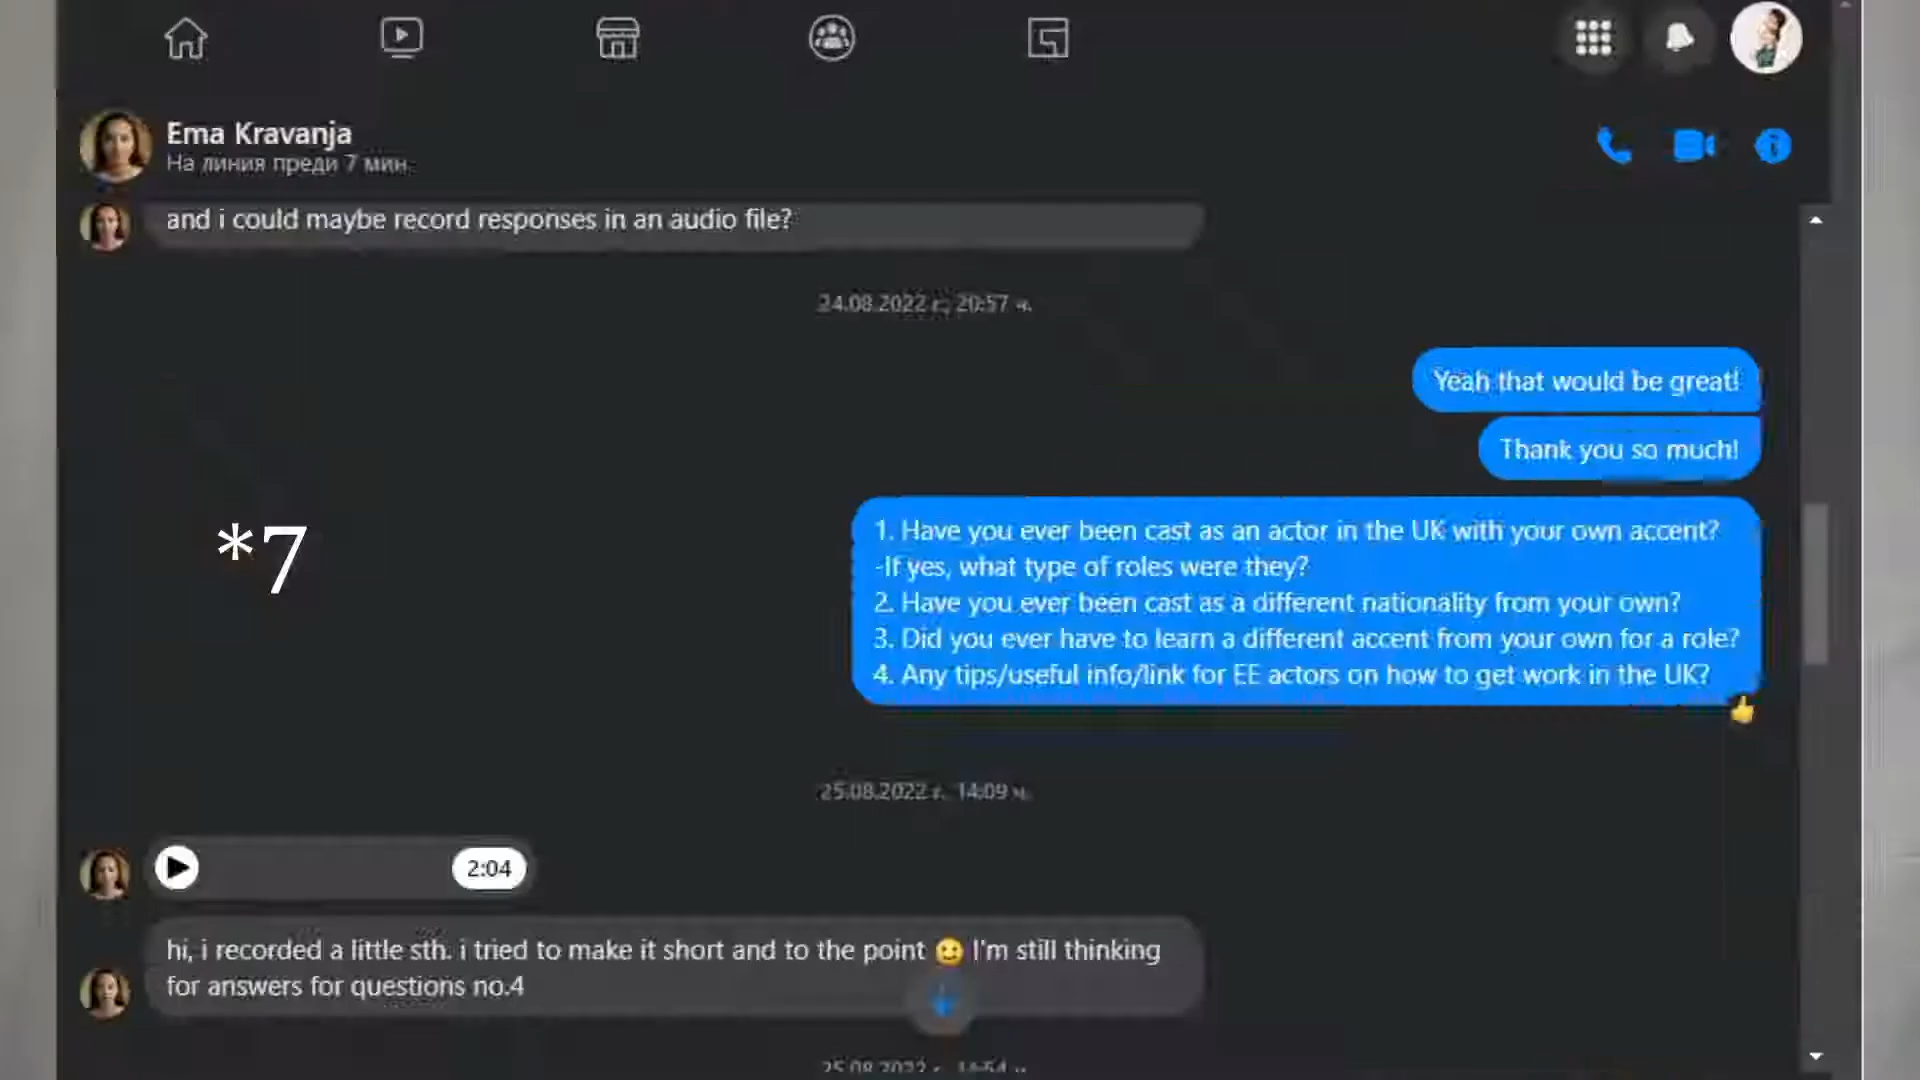 Ema Kravanja
На линия преди 7 мин.
and i could maybe record responses in an audio file?
24.08.2022 г., 20:57 ч.
Yeah that would be great!
Thank you so much!
*7
1. Have you ever been cast as an actor in the UK with your own accent?
-If yes, what type of roles were they?
2. Have you ever been cast as a different nationality from your own?
3. Did you ever have to learn a different accent from your own for a role?
4. Any tips/useful info/link for EE actors on how to get work in the UK?
25.08.2022 г., 14:09 ч.
2:04
hi, i recorded a little sth. i tried to make it short and to the point 🙂 I'm still thinking
for answers for questions no.4
25.08.2022 г., 14:54 ч.